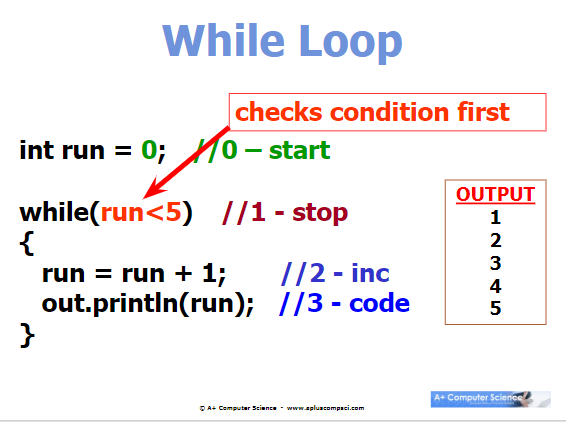 While Loop
checks condition first
int run = 0; //0 – start
while(run<5) //1 - stop
{
run = run + 1; //2 - inc
out.println(run); //3 - code
}
OUTPUT
1
2
3
4
5
A+ Computer Science
© A+ Computer Science - www.apluscompsci.com